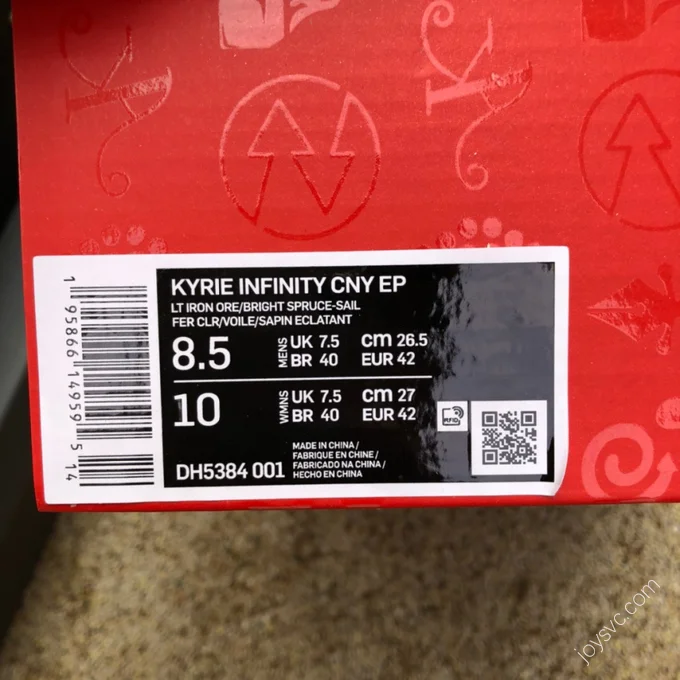 KYRIE INFINITY CNY EP
LT IRON ORE/BRIGHT SPRUCE-SAIL
FER CLR/VOILE/SAPIN ECLATANT
8.5 MENS UK 7.5 cm 26.5
BR 40 EUR 42
10 WMNS UK 7.5 cm 27
BR 40 EUR 42
DH5384 001
MADE IN CHINA /
FABRIQUE EN CHINE /
FABRICADO NA CHINA /
HECHO EN CHINA
RFID
1 95866 14959 5 14
joysvc.com